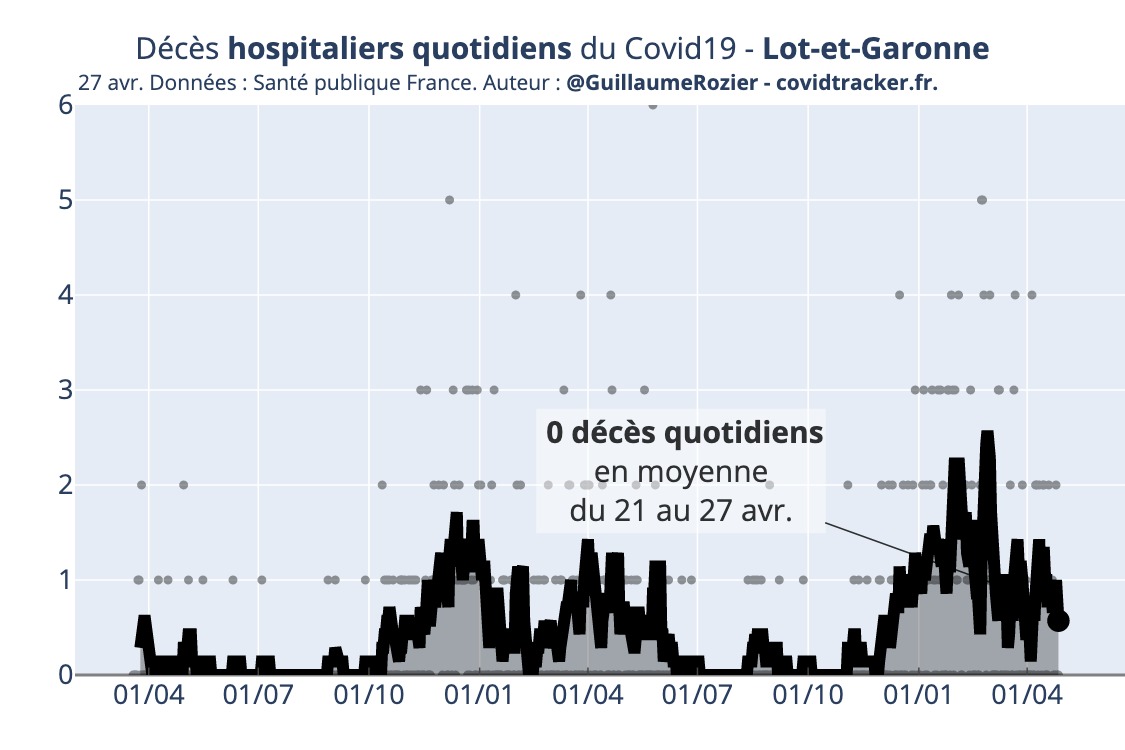 Décès hospitaliers quotidiens du Covid19 - Lot-et-Garonne
27 avr. Données : Santé publique France. Auteur : @GuillaumeRozier - covidtracker.fr.
6
5
4
3
2
1
0
0 décès quotidiens
en moyenne
du 21 au 27 avr.
01/04 01/07 01/10 01/01 01/04 01/07 01/10 01/01 01/04